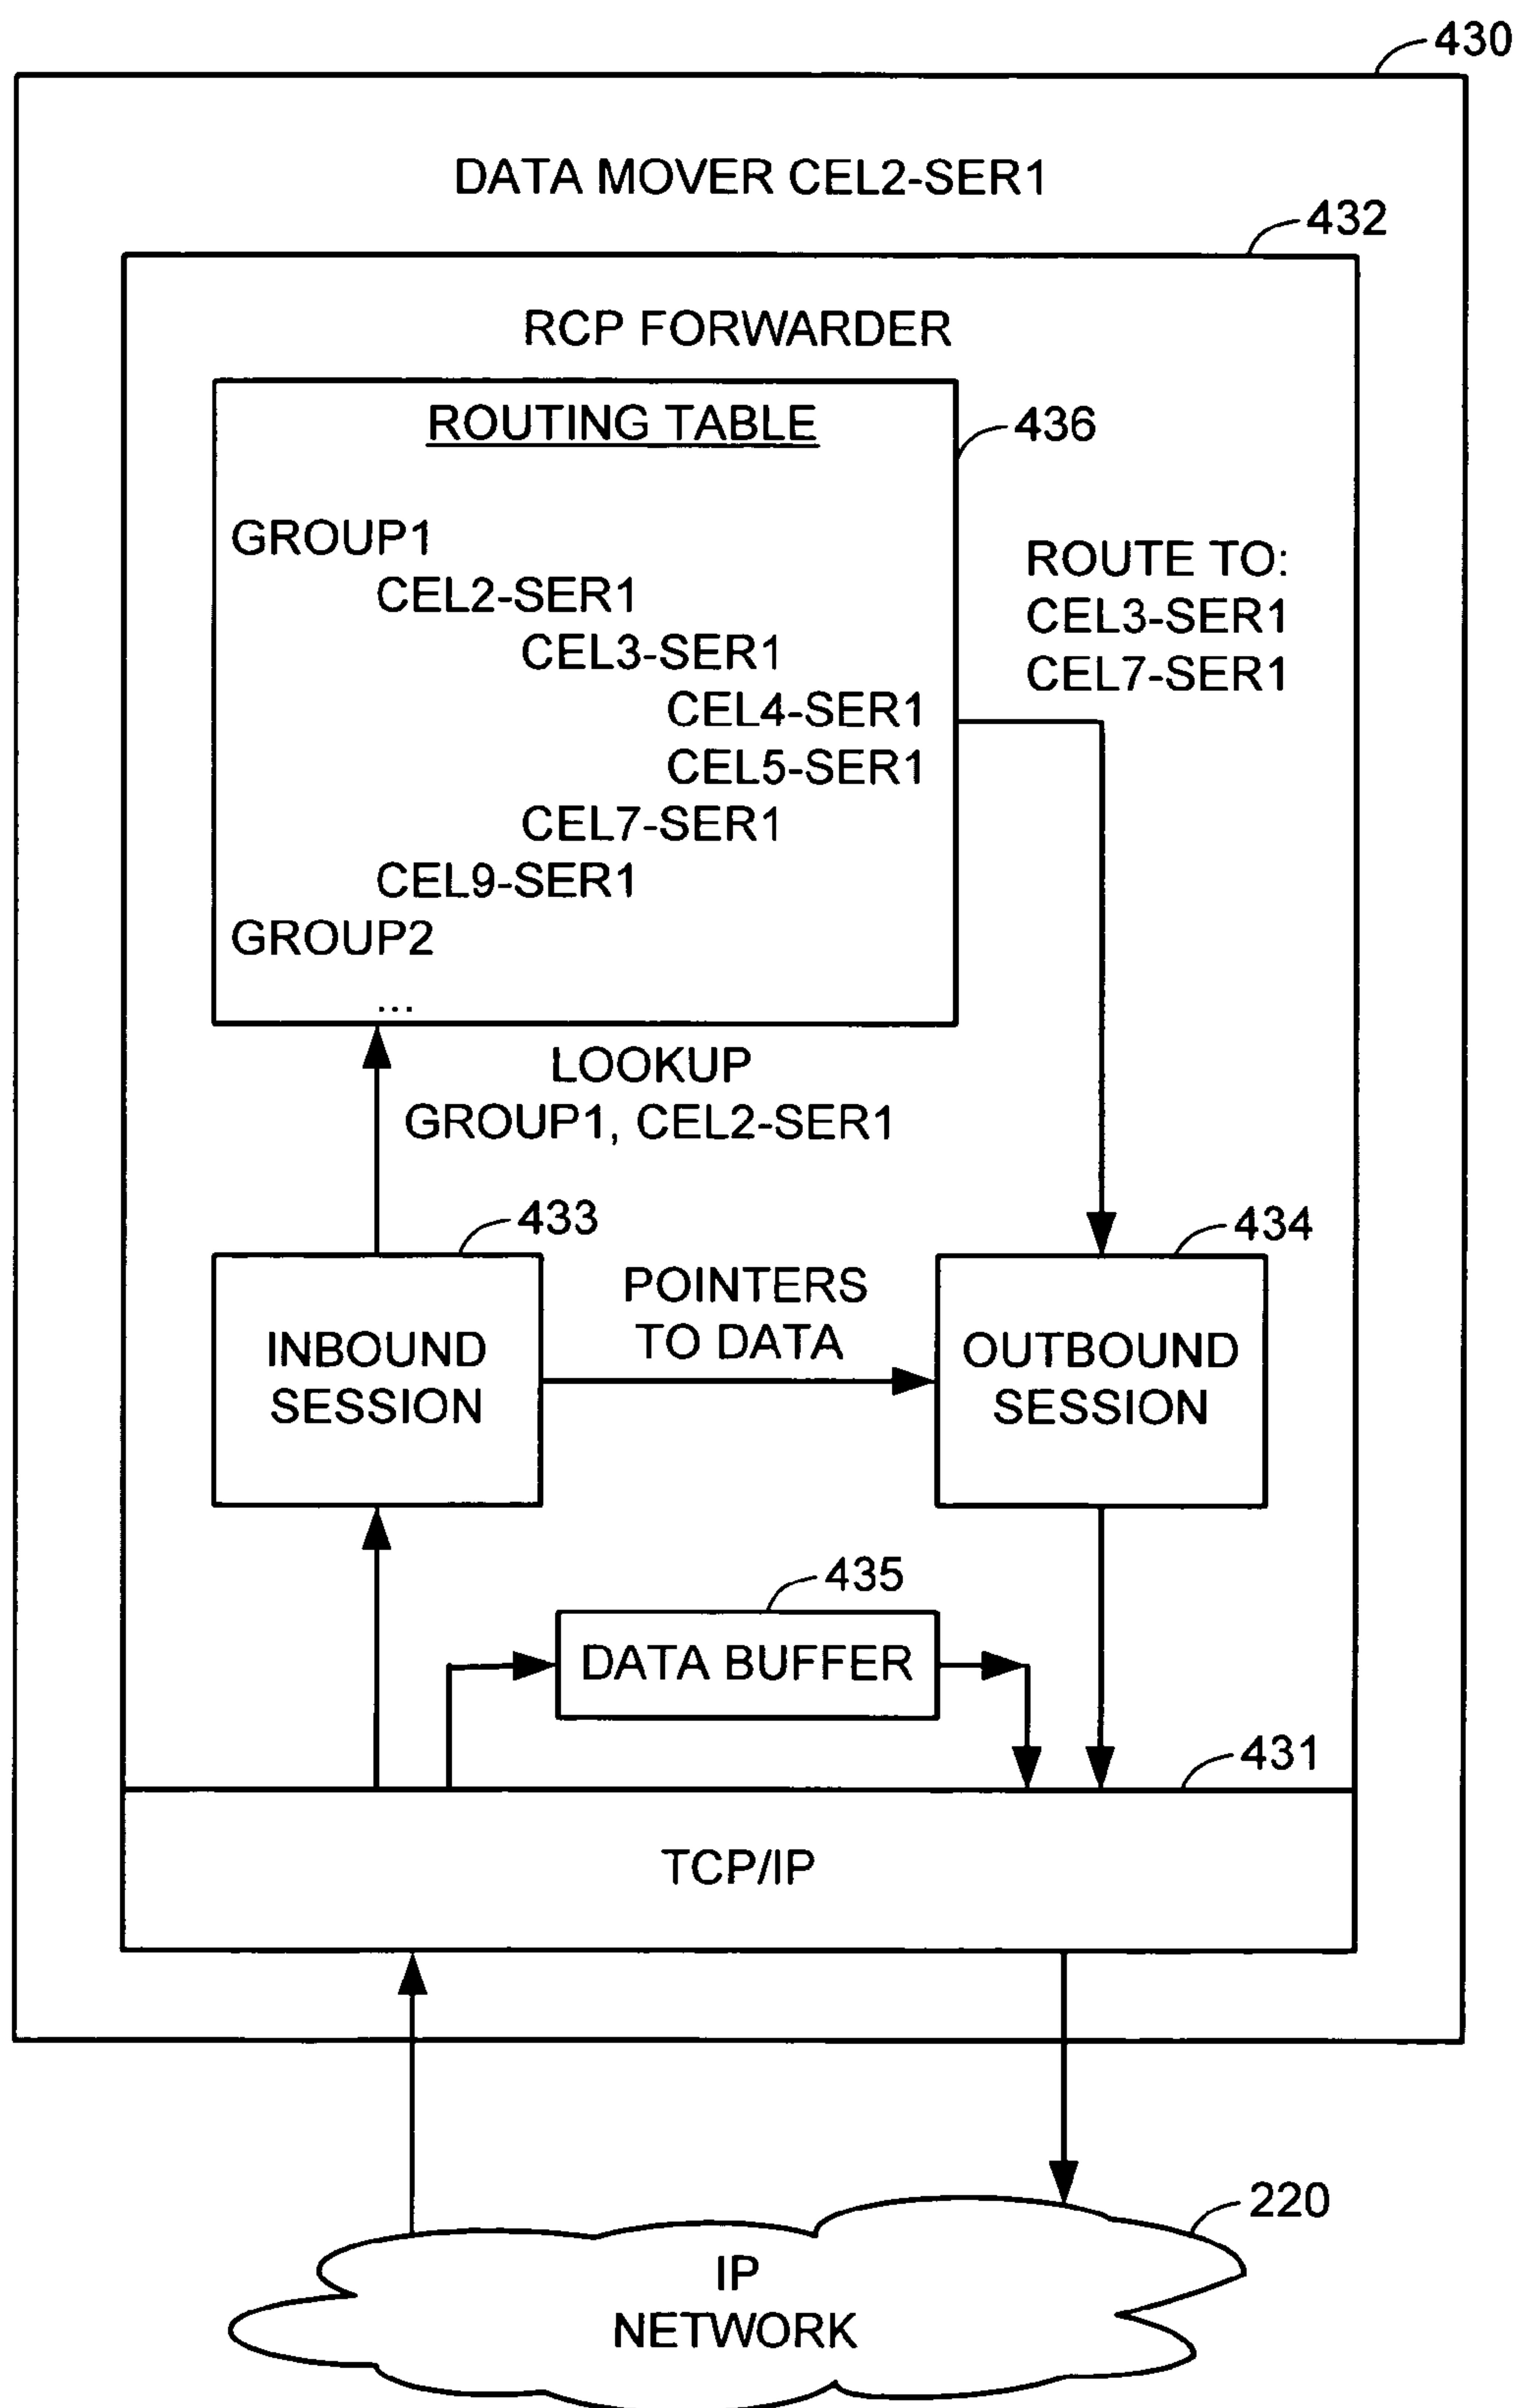 430
DATA MOVER CEL2-SER1
432
RCP FORWARDER
ROUTING TABLE
436
GROUP1
CEL2-SER1
CEL3-SER1
CEL4-SER1
CEL5-SER1
CEL7-SER1
CEL9-SER1
GROUP2
...
ROUTE TO:
CEL3-SER1
CEL7-SER1
LOOKUP
GROUP1, CEL2-SER1
433
434
INBOUND
SESSION
POINTERS
TO DATA
OUTBOUND
SESSION
435
DATA BUFFER
431
TCP/IP
220
IP
NETWORK